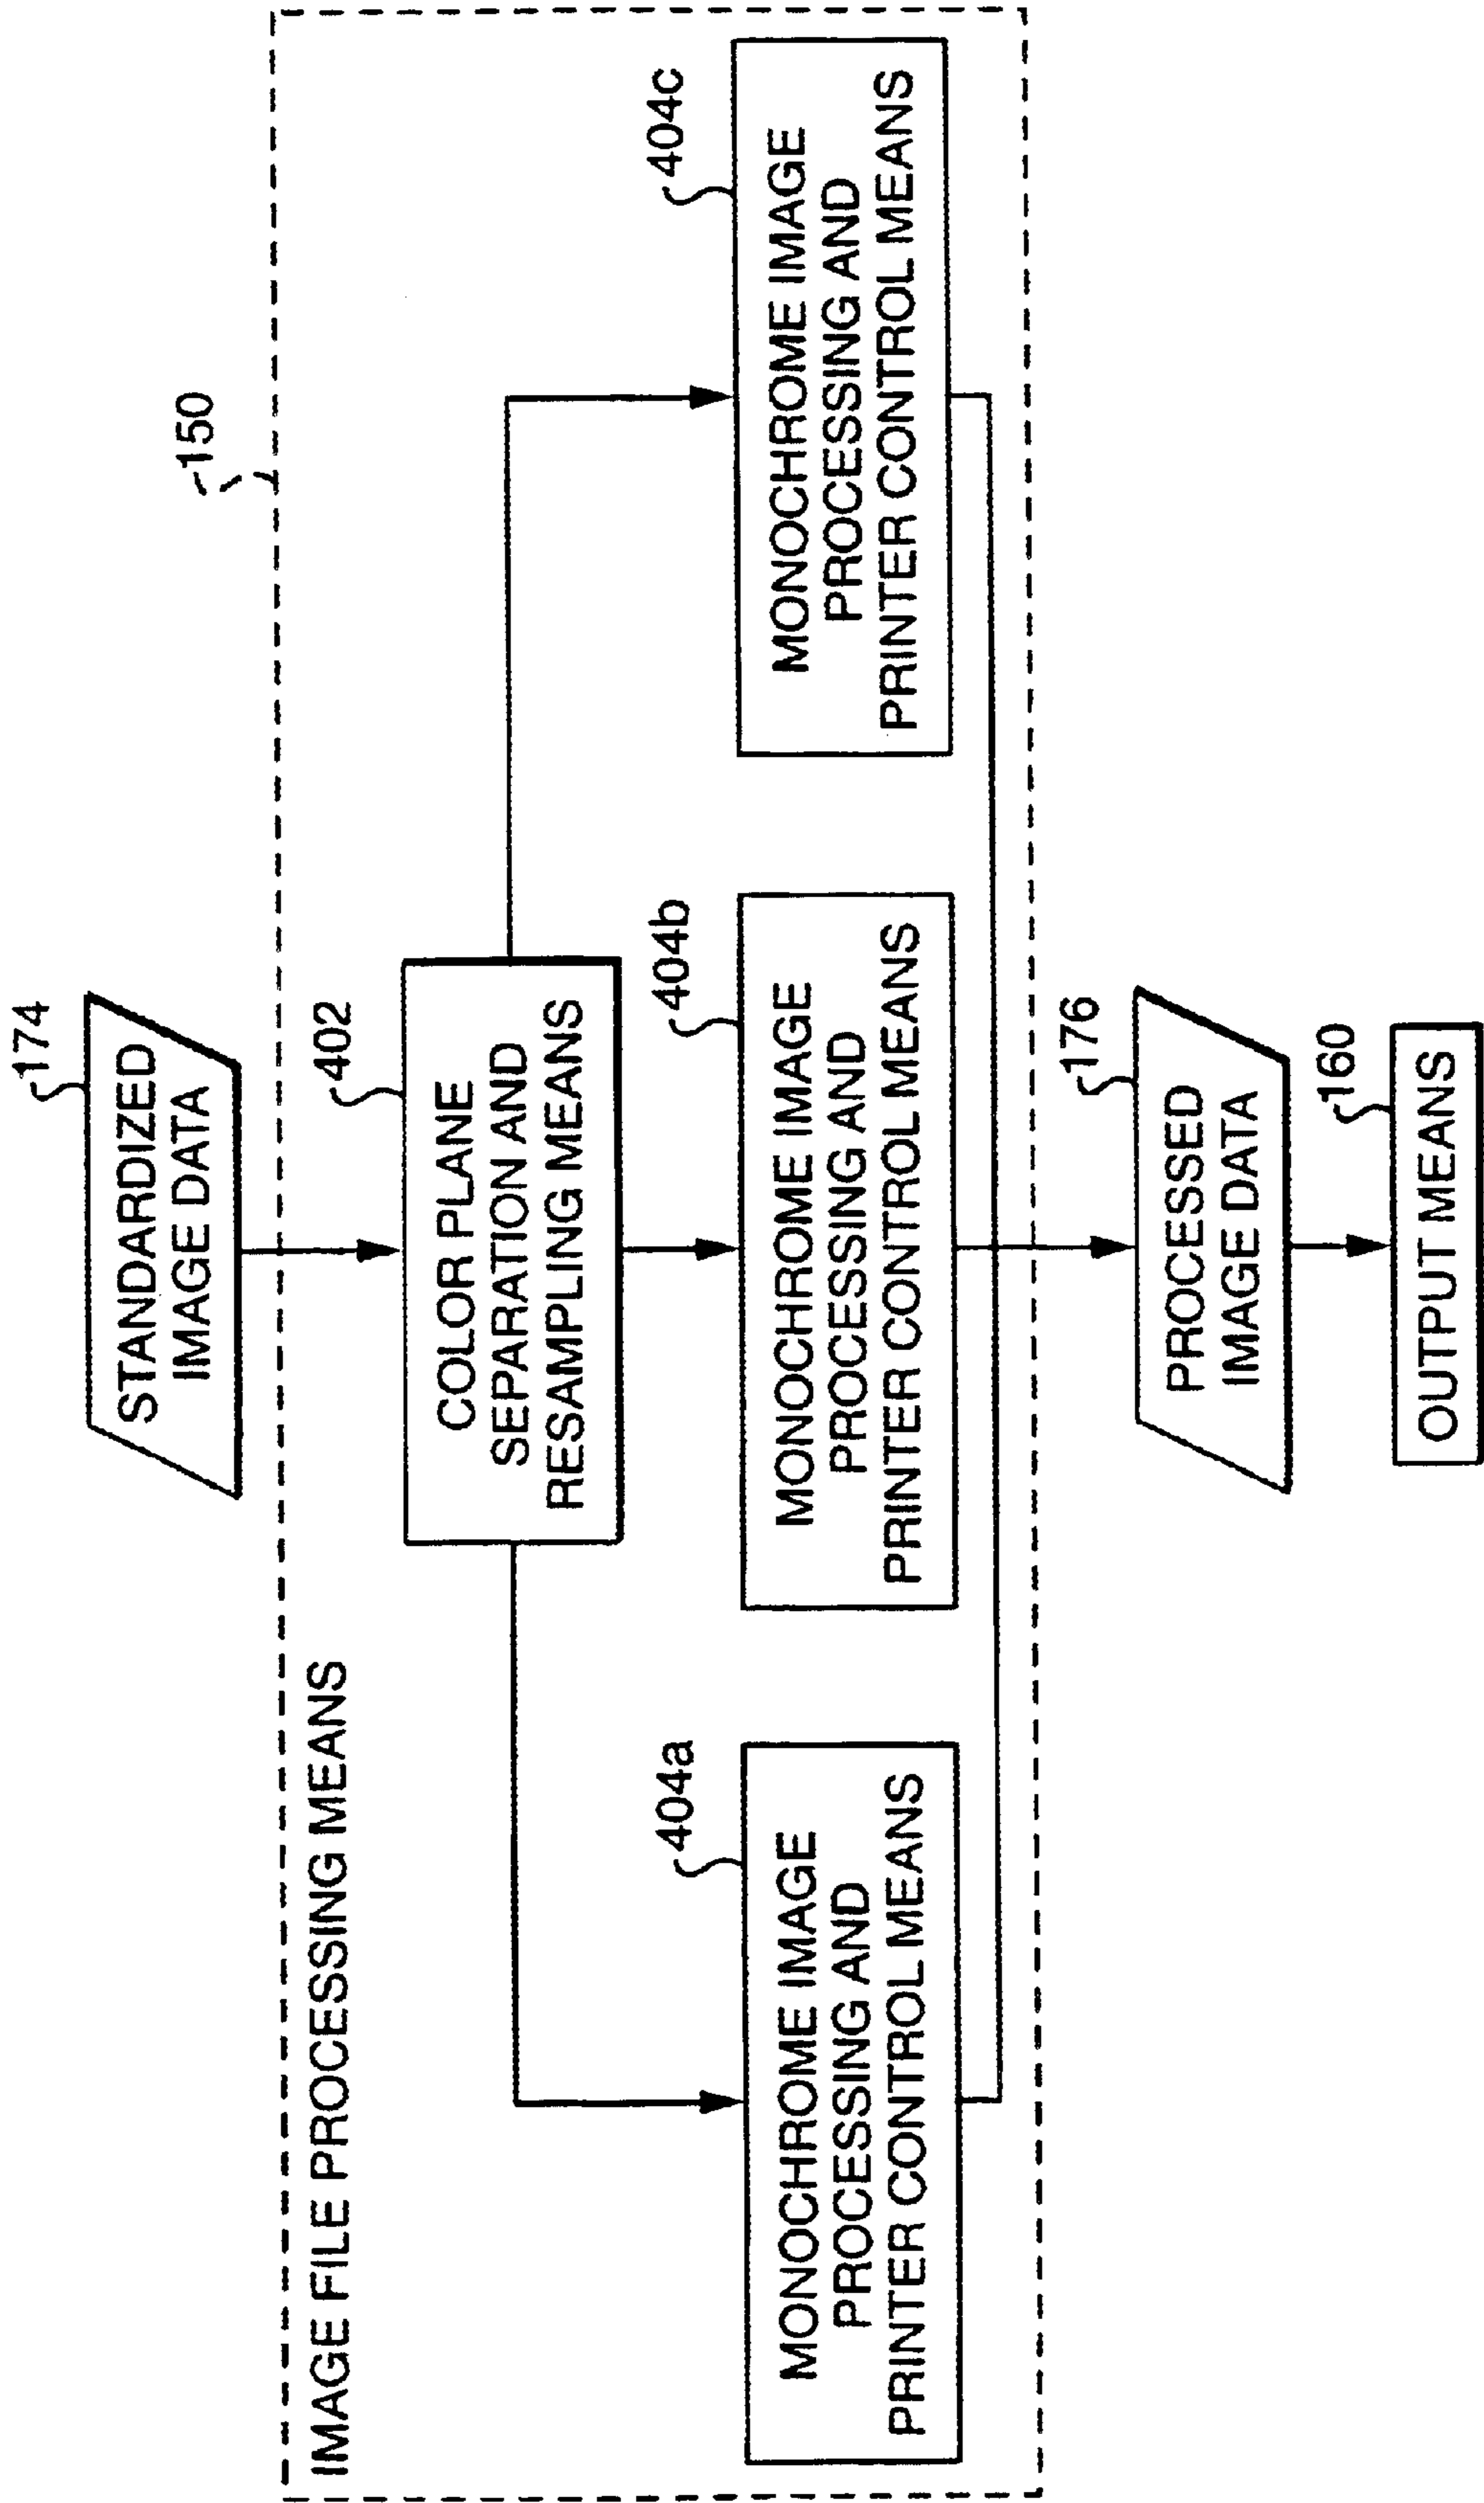 174
STANDARDIZED
IMAGE DATA
150
IMAGE FILE PROCESSING MEANS
402
COLOR PLANE
SEPARATION AND
RESAMPLING MEANS
404a
MONOCHROME IMAGE
PROCESSING AND
PRINTER CONTROL MEANS
404b
MONOCHROME IMAGE
PROCESSING AND
PRINTER CONTROL MEANS
404c
MONOCHROME IMAGE
PROCESSING AND
PRINTER CONTROL MEANS
176
PROCESSED
IMAGE DATA
160
OUTPUT MEANS